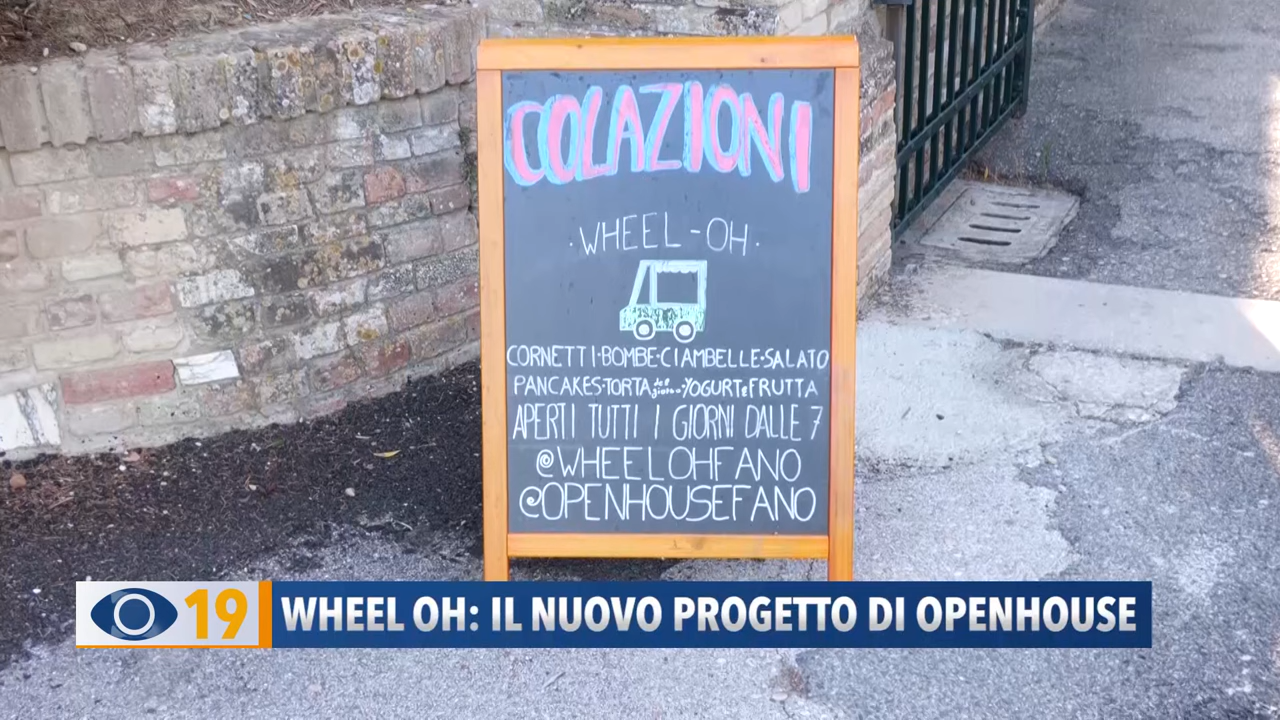 COLAZIONI
·WHEEL-OH·
CORNETTI·BOMBE·CIAMBELLE·SALATO
PANCAKES·TORTA del giorno·YOGURT e FRUTTA
APERTI TUTTI I GIORNI DALLE 7
@WHEELOHFANO
@OPENHOUSEFANO
19 WHEEL OH: IL NUOVO PROGETTO DI OPENHOUSE